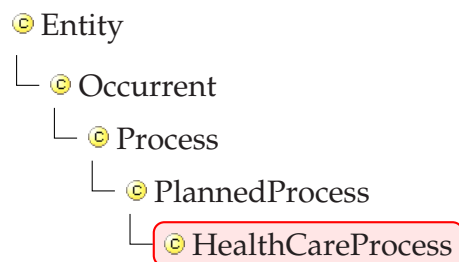 Entity
Occurrent
Process
PlannedProcess
HealthCareProcess